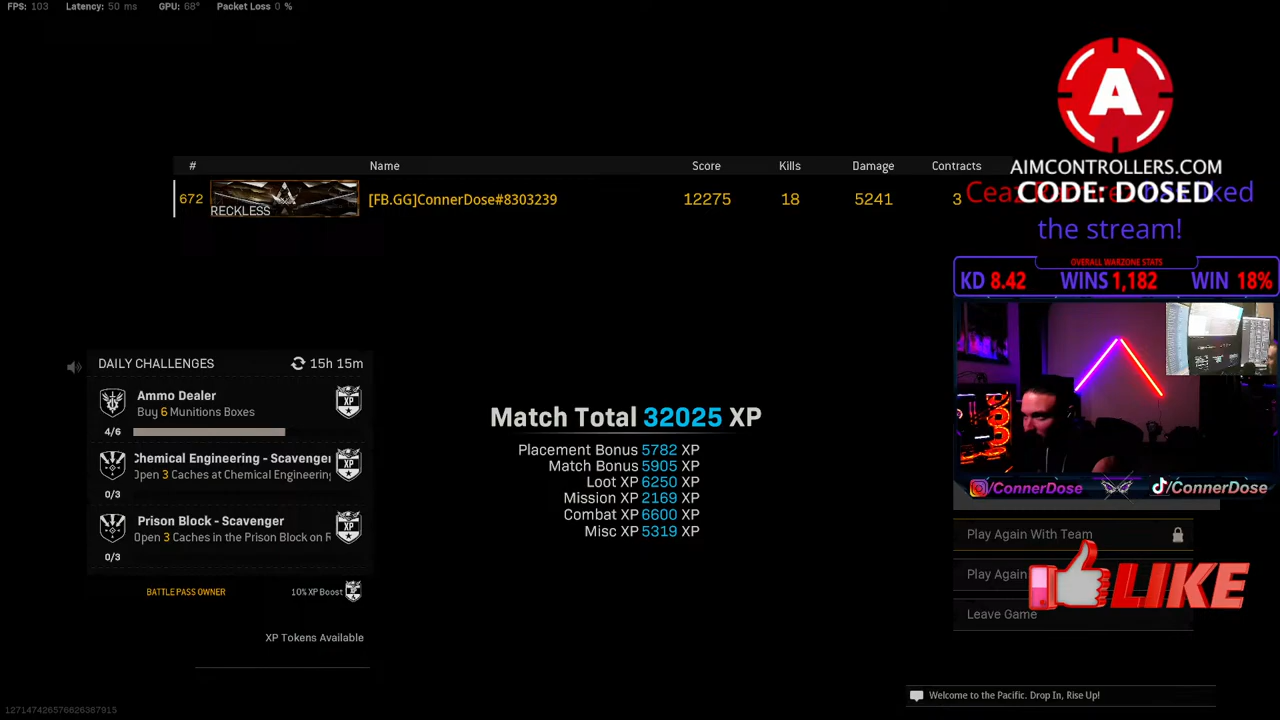 FPS: 103 Latency: 50 ms GPU: 68° Packet Loss 0 %
A
AIMCONTROLLERS.COM
CODE: DOSED
the stream!
# Name Score Kills Damage Contracts
672 RECKLESS [FB.GG]ConnerDose#8303239 12275 18 5241 3
OVERALL WARZONE STATS
KD 8.42 WINS 1,182 WIN 18%
DAILY CHALLENGES 15h 15m
Ammo Dealer
Buy 6 Munitions Boxes
4/6
XP
Chemical Engineering - Scavenger
Open 3 Caches at Chemical Engineering
0/3
XP
Prison Block - Scavenger
Open 3 Caches in the Prison Block on R
0/3
XP
BATTLE PASS OWNER 10% XP Boost
XP Tokens Available
Match Total 32025 XP
Placement Bonus 5782 XP
Match Bonus 5905 XP
Loot XP 6250 XP
Mission XP 2169 XP
Combat XP 6600 XP
Misc XP 5319 XP
/ConnerDose /ConnerDose
Play Again With Team
Play Again
LIKE
Leave Game
Welcome to the Pacific. Drop In, Rise Up!